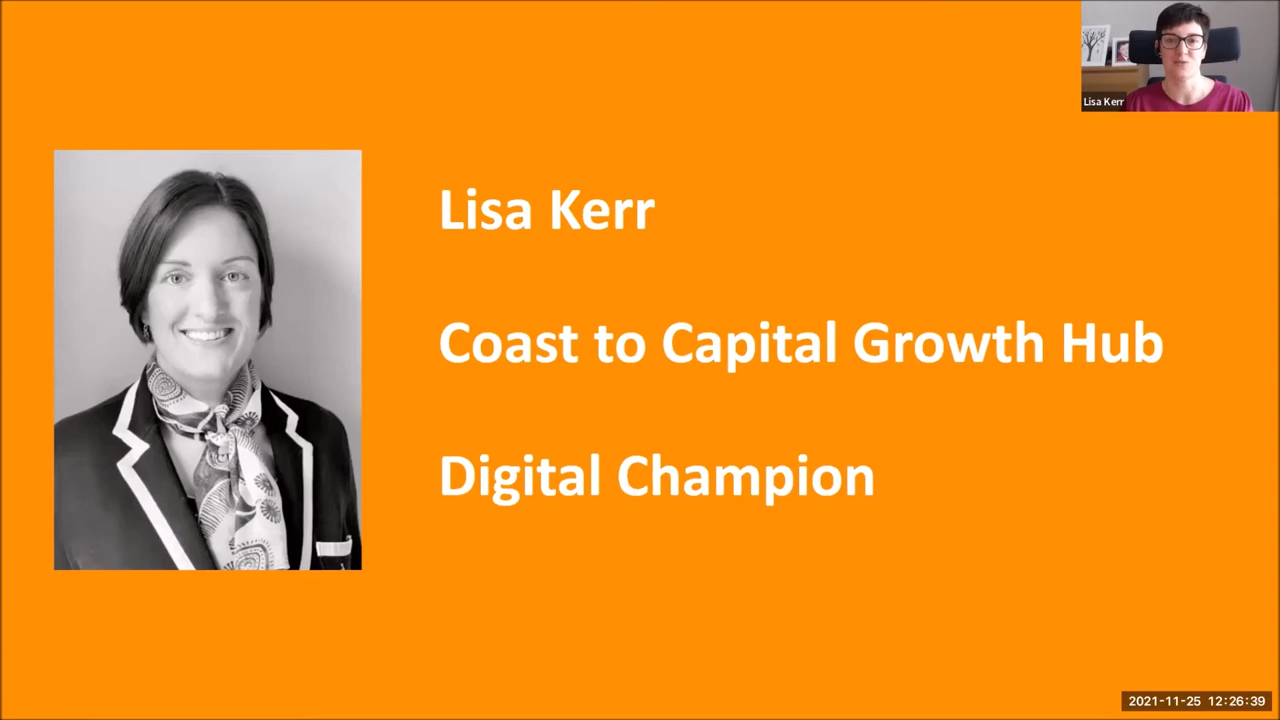 Lisa Kerr
Lisa Kerr
Coast to Capital Growth Hub
Digital Champion
2021-11-25 12:26:39